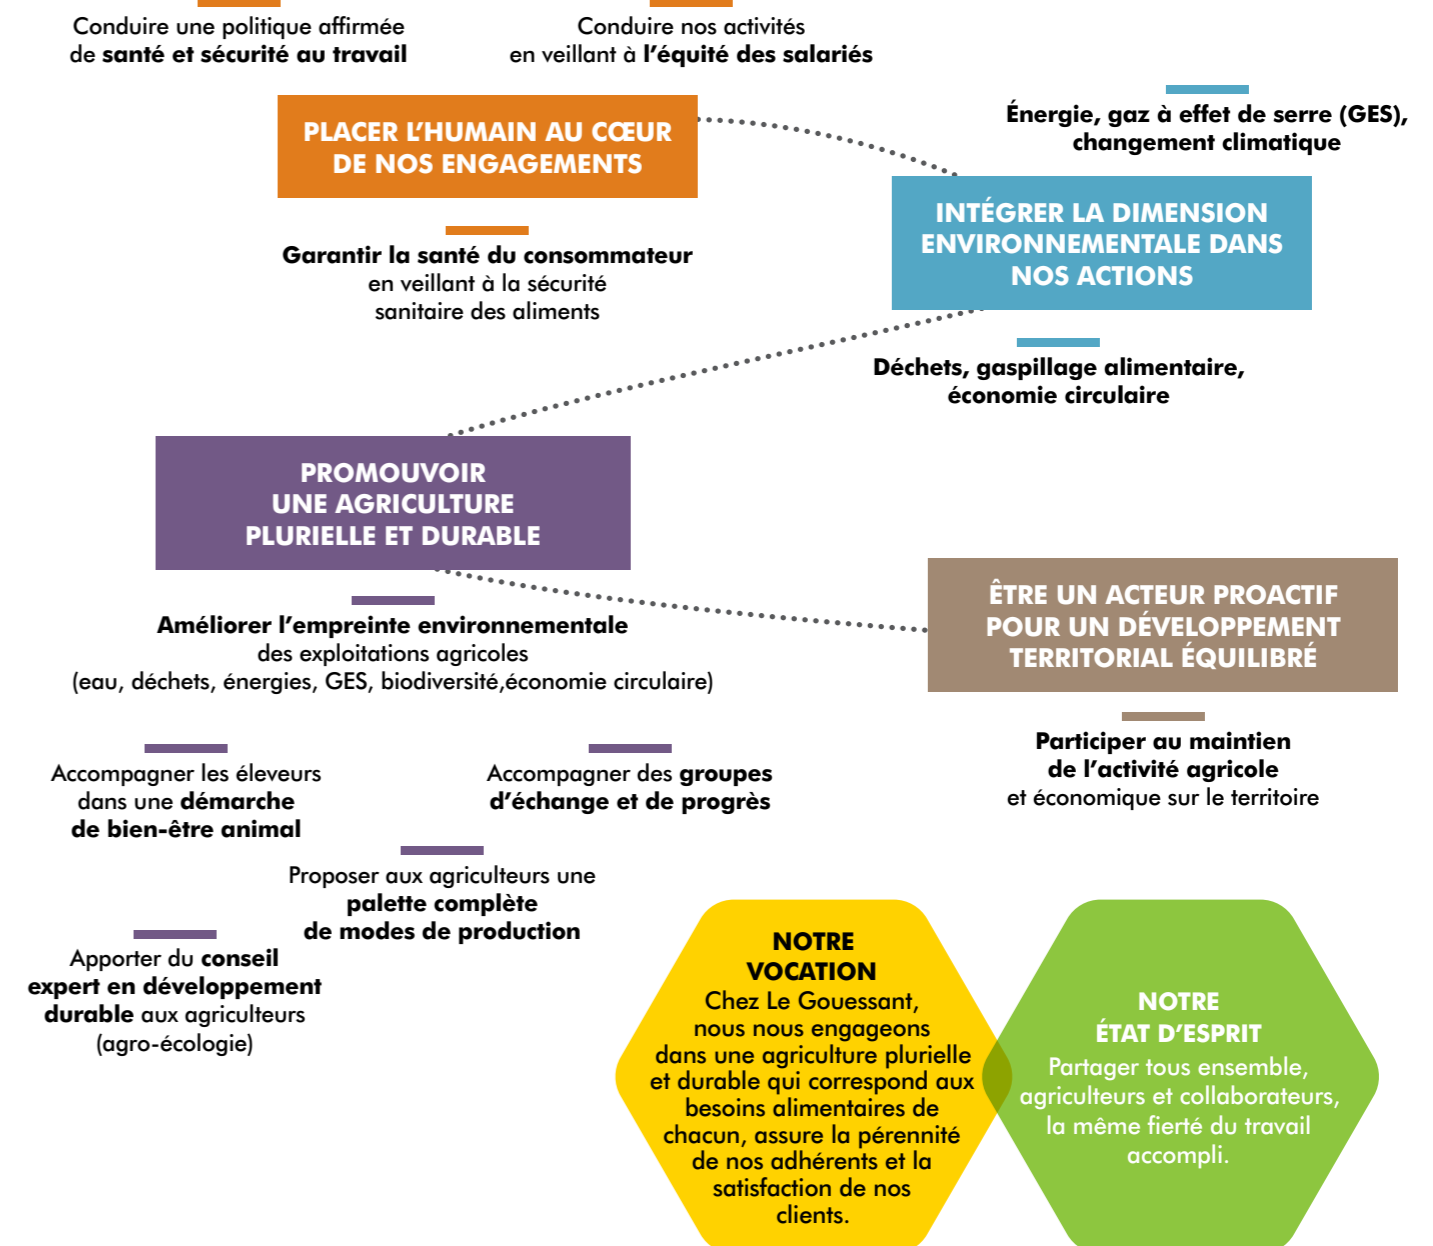 Conduire une politique affirmée
de santé et sécurité au travail
Conduire nos activités
en veillant à l'équité des salariés
PLACER L'HUMAIN AU CŒUR
DE NOS ENGAGEMENTS
Garantir la santé du consommateur
en veillant à la sécurité
sanitaire des aliments
Énergie, gaz à effet de serre (GES),
changement climatique
INTÉGRER LA DIMENSION
ENVIRONNEMENTALE DANS
NOS ACTIONS
Déchets, gaspillage alimentaire,
économie circulaire
PROMOUVOIR
UNE AGRICULTURE
PLURIELLE ET DURABLE
Améliorer l'empreinte environnementale
des exploitations agricoles
(eau, déchets, énergies, GES, biodiversité,économie circulaire)
Accompagner les éleveurs
dans une démarche
de bien-être animal
Accompagner des groupes
d'échange et de progrès
Proposer aux agriculteurs une
palette complète
de modes de production
Apporter du conseil
expert en développement
durable aux agriculteurs
(agro-écologie)
ÊTRE UN ACTEUR PROACTIF
POUR UN DÉVELOPPEMENT
TERRITORIAL ÉQUILIBRÉ
Participer au maintien
de l'activité agricole
et économique sur le territoire
NOTRE
VOCATION
Chez Le Gouessant,
nous nous engageons
dans une agriculture plurielle
et durable qui correspond aux
besoins alimentaires de
chacun, assure la pérennité
de nos adhérents et la
satisfaction de nos
clients.
NOTRE
ÉTAT D'ESPRIT
Partager tous ensemble,
agriculteurs et collaborateurs,
la même fierté du travail
accompli.